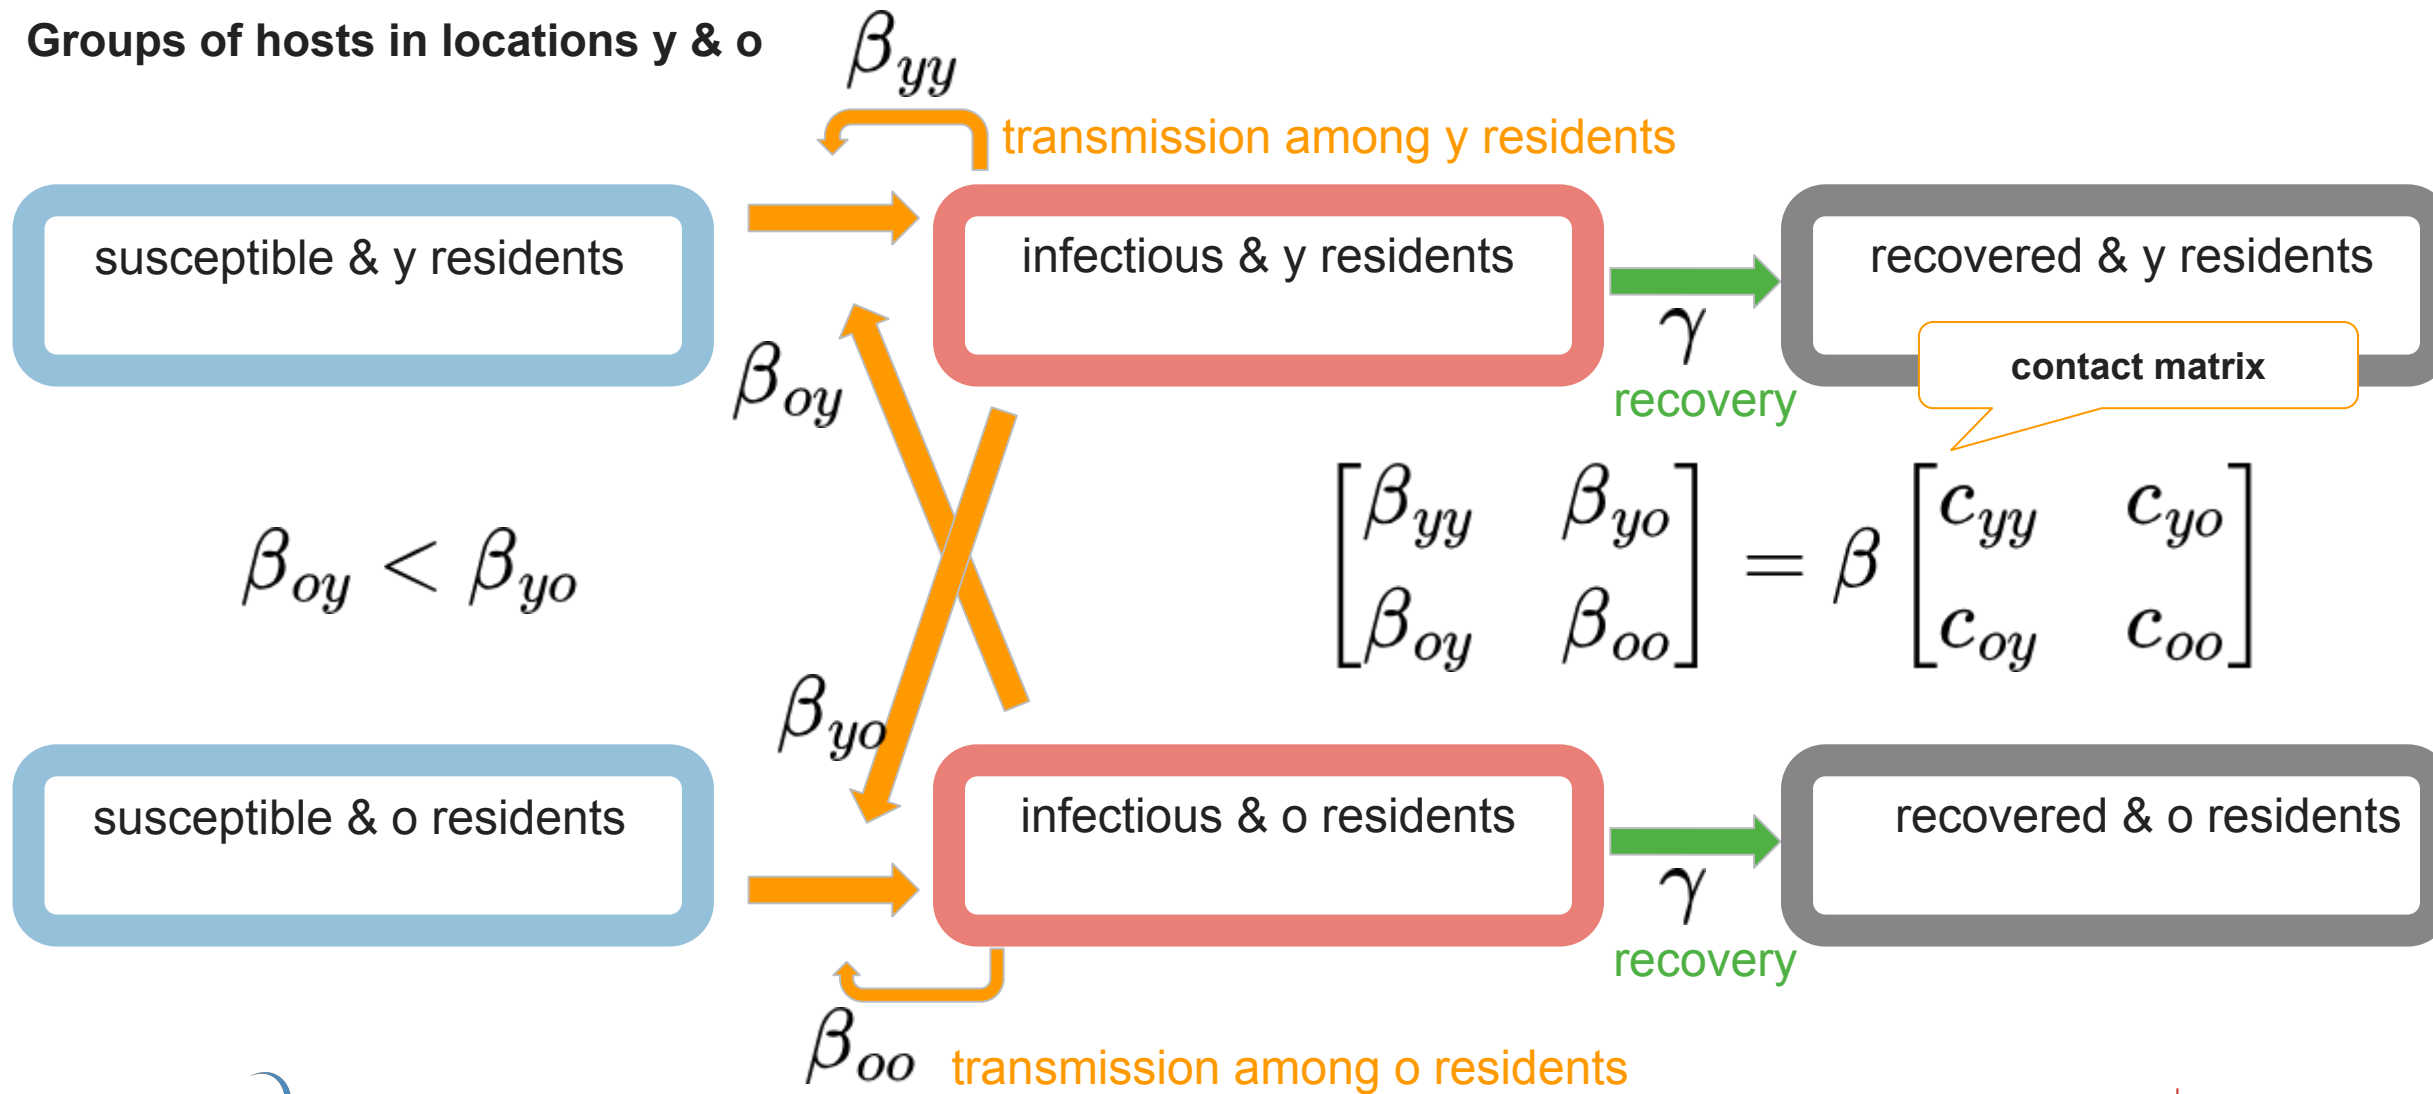 Groups of hosts in locations y & o
β_yy
transmission among y residents
susceptible & y residents
infectious & y residents
recovered & y residents
γ
recovery
contact matrix
β_oy
β_oy < β_yo
[β_yy β_yo] = β [c_yy c_yo]
[β_oy β_oo] [c_oy c_oo]
β_yo
susceptible & o residents
infectious & o residents
recovered & o residents
γ
recovery
β_oo
transmission among o residents